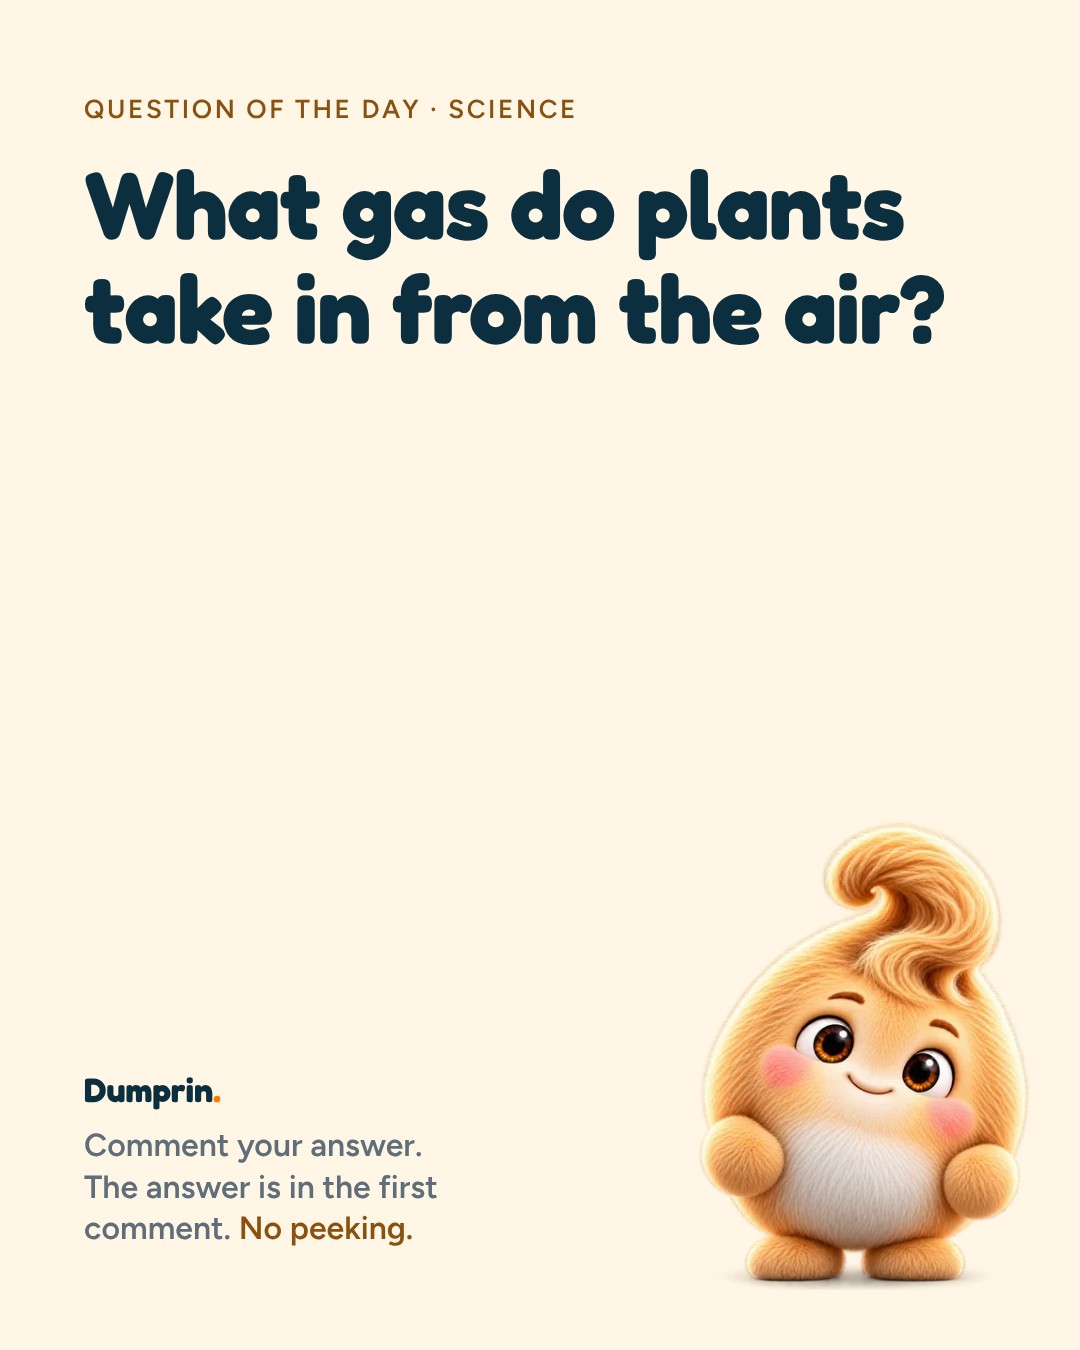 QUESTION OF THE DAY · SCIENCE
What gas do plants
take in from the air?
Dumprin.
Comment your answer.
The answer is in the first
comment. No peeking.